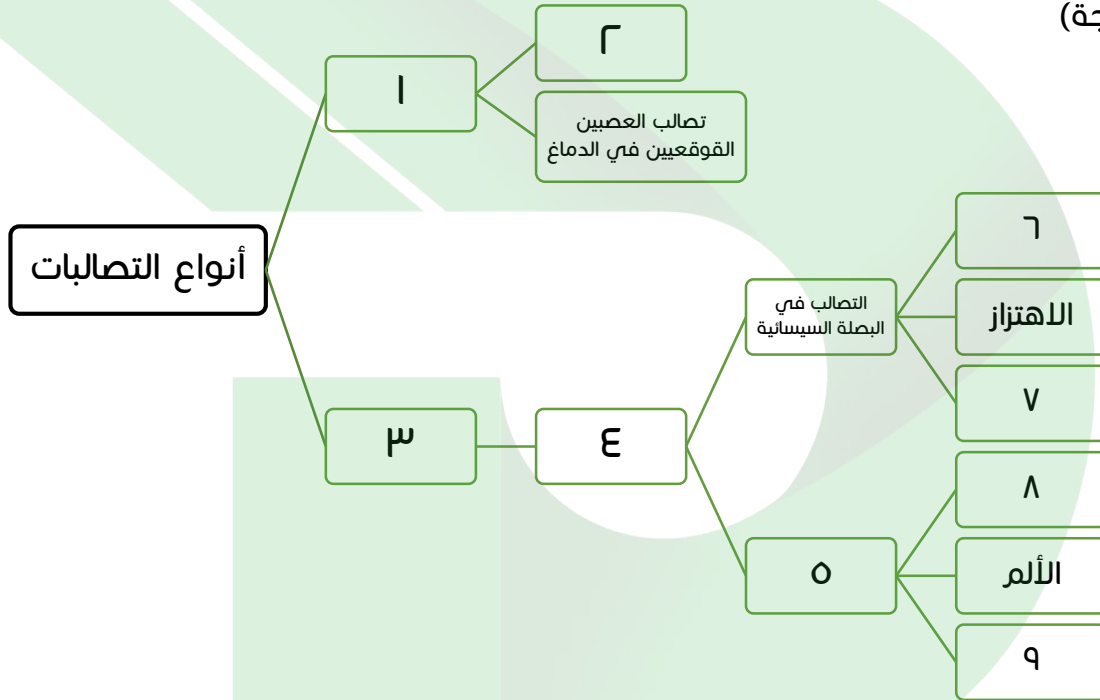 جة)
٢
١
تصالب العصبين
القوقعيين في الدماغ
٦
أنواع التصالبات
التصالب في
البصلة السيسائية
الاهتزاز
٧
٣
٤
٨
٥
الألم
٩